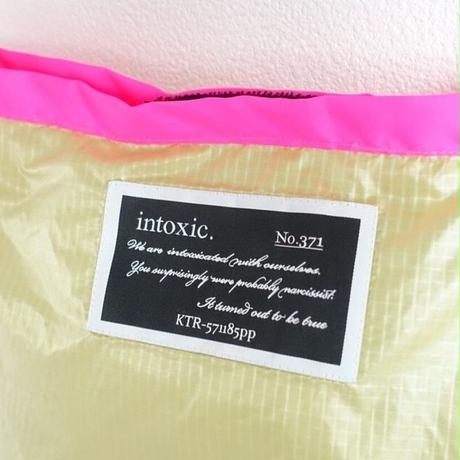 intoxic.
No.371
We are intoxicated with ourselves.
You surprisingly were probably narcissist.
It turned out to be true
KTR-571185pp